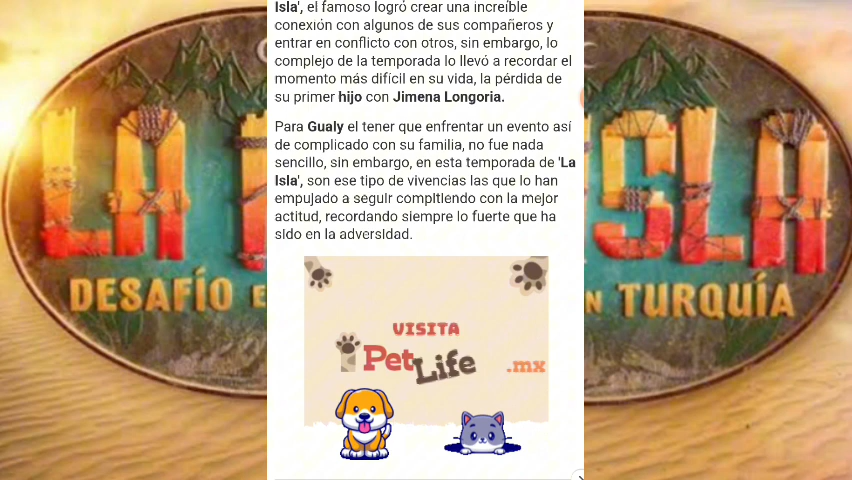 Isla', el famoso logró crear una increíble
conexión con algunos de sus compañeros y
entrar en conflicto con otros, sin embargo, lo
complejo de la temporada lo llevó a recordar el
momento más difícil en su vida, la pérdida de
su primer hijo con Jimena Longoria.
Para Gualy el tener que enfrentar un evento así
de complicado con su familia, no fue nada
sencillo, sin embargo, en esta temporada de 'La
Isla', son ese tipo de vivencias las que lo han
empujado a seguir compitiendo con la mejor
actitud, recordando siempre lo fuerte que ha
sido en la adversidad.
VISITA
PetLife .mx
LA
ISLA
DESAFÍO E
N TURQUÍA